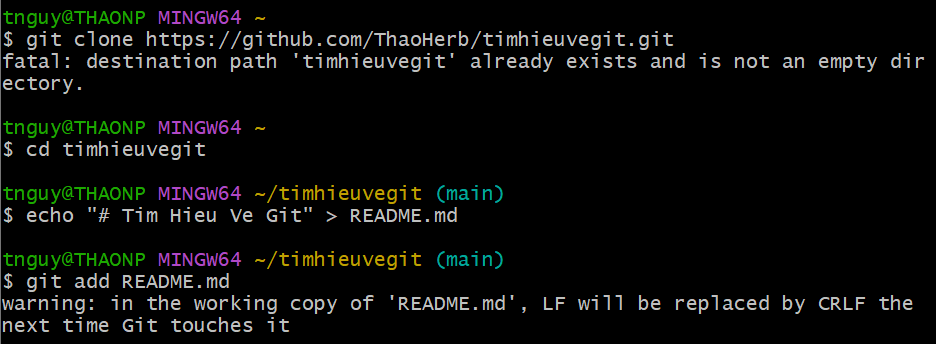 tnguy@THAONP MINGW64 ~
$ git clone https://github.com/ThaoHerb/timhieuvegit.git
fatal: destination path 'timhieuvegit' already exists and is not an empty dir
ectory.
tnguy@THAONP MINGW64 ~
$ cd timhieuvegit
tnguy@THAONP MINGW64 ~/timhieuvegit (main)
$ echo "# Tim Hieu Ve Git" > README.md
tnguy@THAONP MINGW64 ~/timhieuvegit (main)
$ git add README.md
warning: in the working copy of 'README.md', LF will be replaced by CRLF the
next time Git touches it